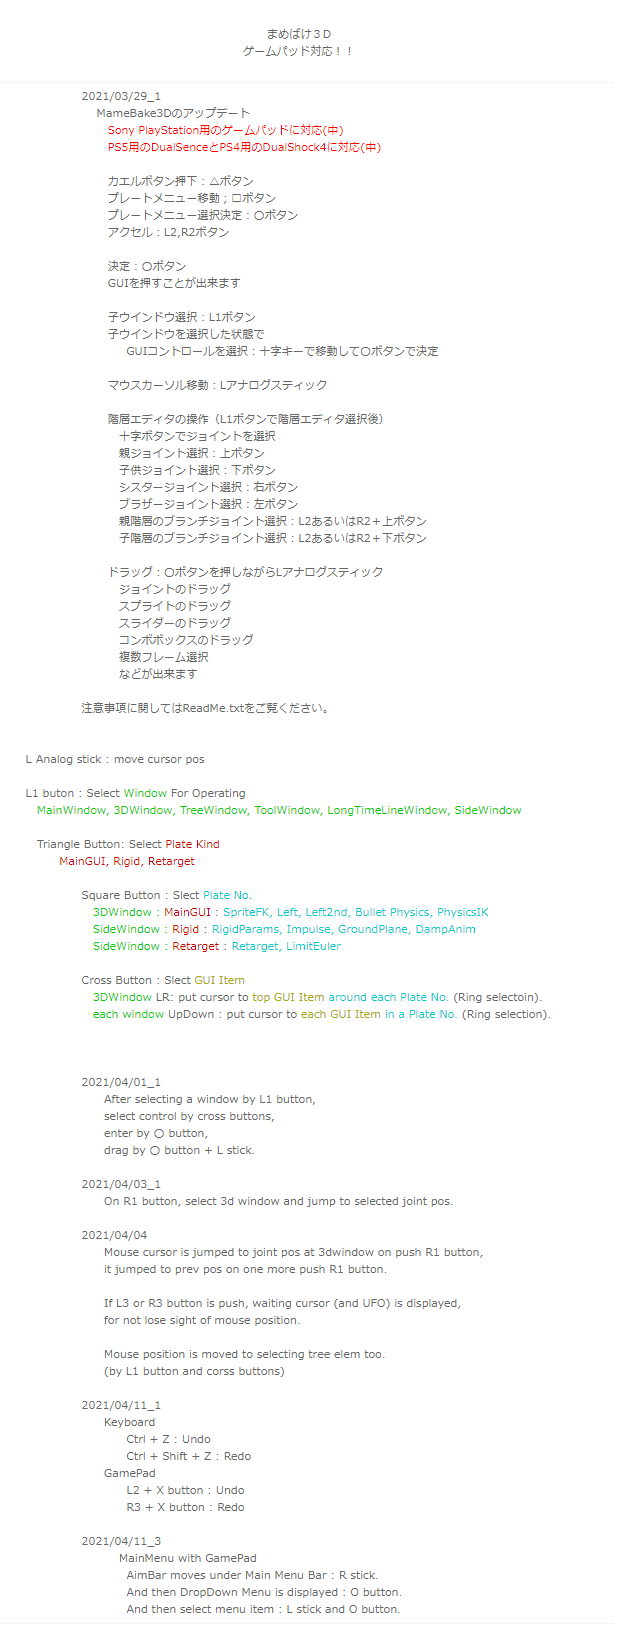 まめばけ３Ｄ
ゲームパッド対応！！
2021/03/29_1
MameBake3Dのアップデート
Sony PlayStation用のゲームパッドに対応(中)
PS5用のDualSenceとPS4用のDualShock4に対応(中)
カエルボタン押下：△ボタン
プレートメニュー移動；□ボタン
プレートメニュー選択決定：〇ボタン
アクセル：L2,R2ボタン
決定：〇ボタン
GUIを押すことが出来ます
子ウインドウ選択：L1ボタン
子ウインドウを選択した状態で
GUIコントロールを選択：十字キーで移動して〇ボタンで決定
マウスカーソル移動：Lアナログスティック
階層エディタの操作（L1ボタンで階層エディタ選択後）
十字ボタンでジョイントを選択
親ジョイント選択：上ボタン
子供ジョイント選択：下ボタン
シスタージョイント選択：右ボタン
ブラザージョイント選択：左ボタン
親階層のブランチジョイント選択：L2あるいはR2＋上ボタン
子階層のブランチジョイント選択：L2あるいはR2＋下ボタン
ドラッグ：〇ボタンを押しながらLアナログスティック
ジョイントのドラッグ
スプライトのドラッグ
スライダーのドラッグ
コンボボックスのドラッグ
複数フレーム選択
などが出来ます
注意事項に関してはReadMe.txtをご覧ください。
L Analog stick : move cursor pos
L1 buton : Select Window For Operating
MainWindow, 3DWindow, TreeWindow, ToolWindow, LongTimeLineWindow, SideWindow
Triangle Button: Select Plate Kind
MainGUI, Rigid, Retarget
Square Button : Slect Plate No.
3DWindow : MainGUI : SpriteFK, Left, Left2nd, Bullet Physics, PhysicsIK
SideWindow : Rigid : RigidParams, Impulse, GroundPlane, DampAnim
SideWindow : Retarget : Retarget, LimitEuler
Cross Button : Slect GUI Item
3DWindow LR: put cursor to top GUI Item around each Plate No. (Ring selectoin).
each window UpDown : put cursor to each GUI Item in a Plate No. (Ring selection).
2021/04/01_1
After selecting a window by L1 button,
select control by cross buttons,
enter by 〇 button,
drag by 〇 button + L stick.
2021/04/03_1
On R1 button, select 3d window and jump to selected joint pos.
2021/04/04
Mouse cursor is jumped to joint pos at 3dwindow on push R1 button,
it jumped to prev pos on one more push R1 button.
If L3 or R3 button is push, waiting cursor (and UFO) is displayed,
for not lose sight of mouse position.
Mouse position is moved to selecting tree elem too.
(by L1 button and corss buttons)
2021/04/11_1
Keyboard
Ctrl + Z : Undo
Ctrl + Shift + Z : Redo
GamePad
L2 + X button : Undo
R3 + X button : Redo
2021/04/11_3
MainMenu with GamePad
AimBar moves under Main Menu Bar : R stick.
And then DropDown Menu is displayed : O button.
And then select menu item : L stick and O button.